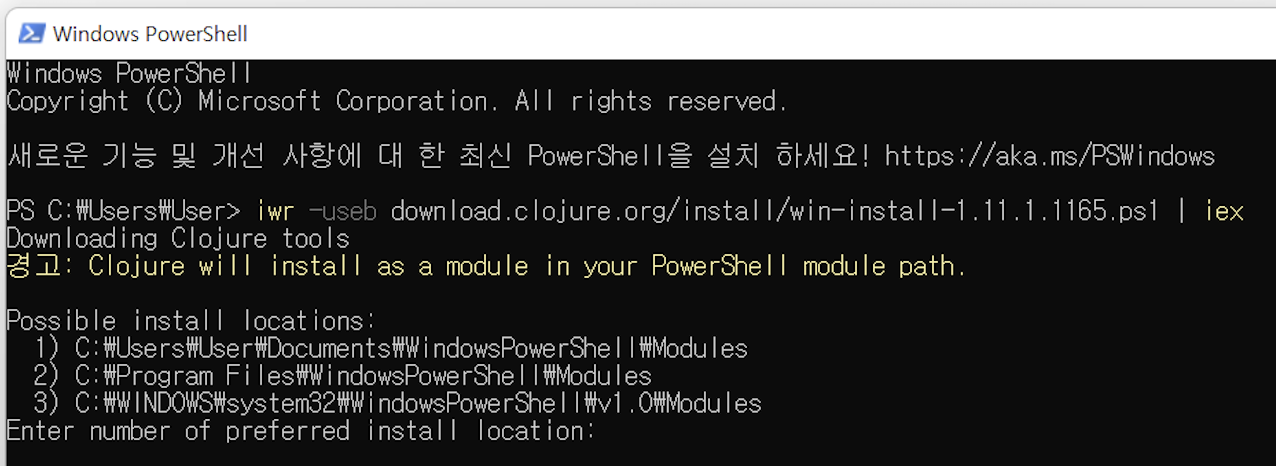 Windows PowerShell
Windows PowerShell
Copyright (C) Microsoft Corporation. All rights reserved.
새로운 기능 및 개선 사항에 대 한 최신 PowerShell을 설치 하세요! https://aka.ms/PSWindows
PS C:₩Users₩User> iwr -useb download.clojure.org/install/win-install-1.11.1.1165.ps1 | iex
Downloading Clojure tools
경고: Clojure will install as a module in your PowerShell module path.
Possible install locations:
  1) C:₩Users₩User₩Documents₩WindowsPowerShell₩Modules
  2) C:₩Program Files₩WindowsPowerShell₩Modules
  3) C:₩WINDOWS₩system32₩WindowsPowerShell₩v1.0₩Modules
Enter number of preferred install location: